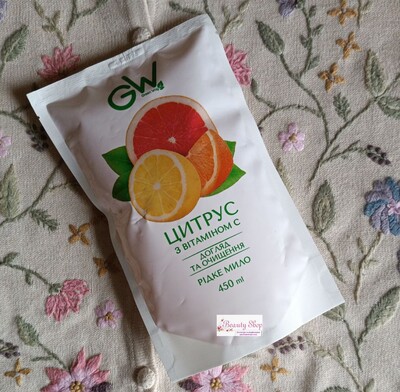 GW
ЦИТРУС
З ВІТАМІНОМ С
ДОГЛЯД
ТА ОЧИЩЕННЯ
РІДКЕ МИЛО
450 ml
Beauty Shop